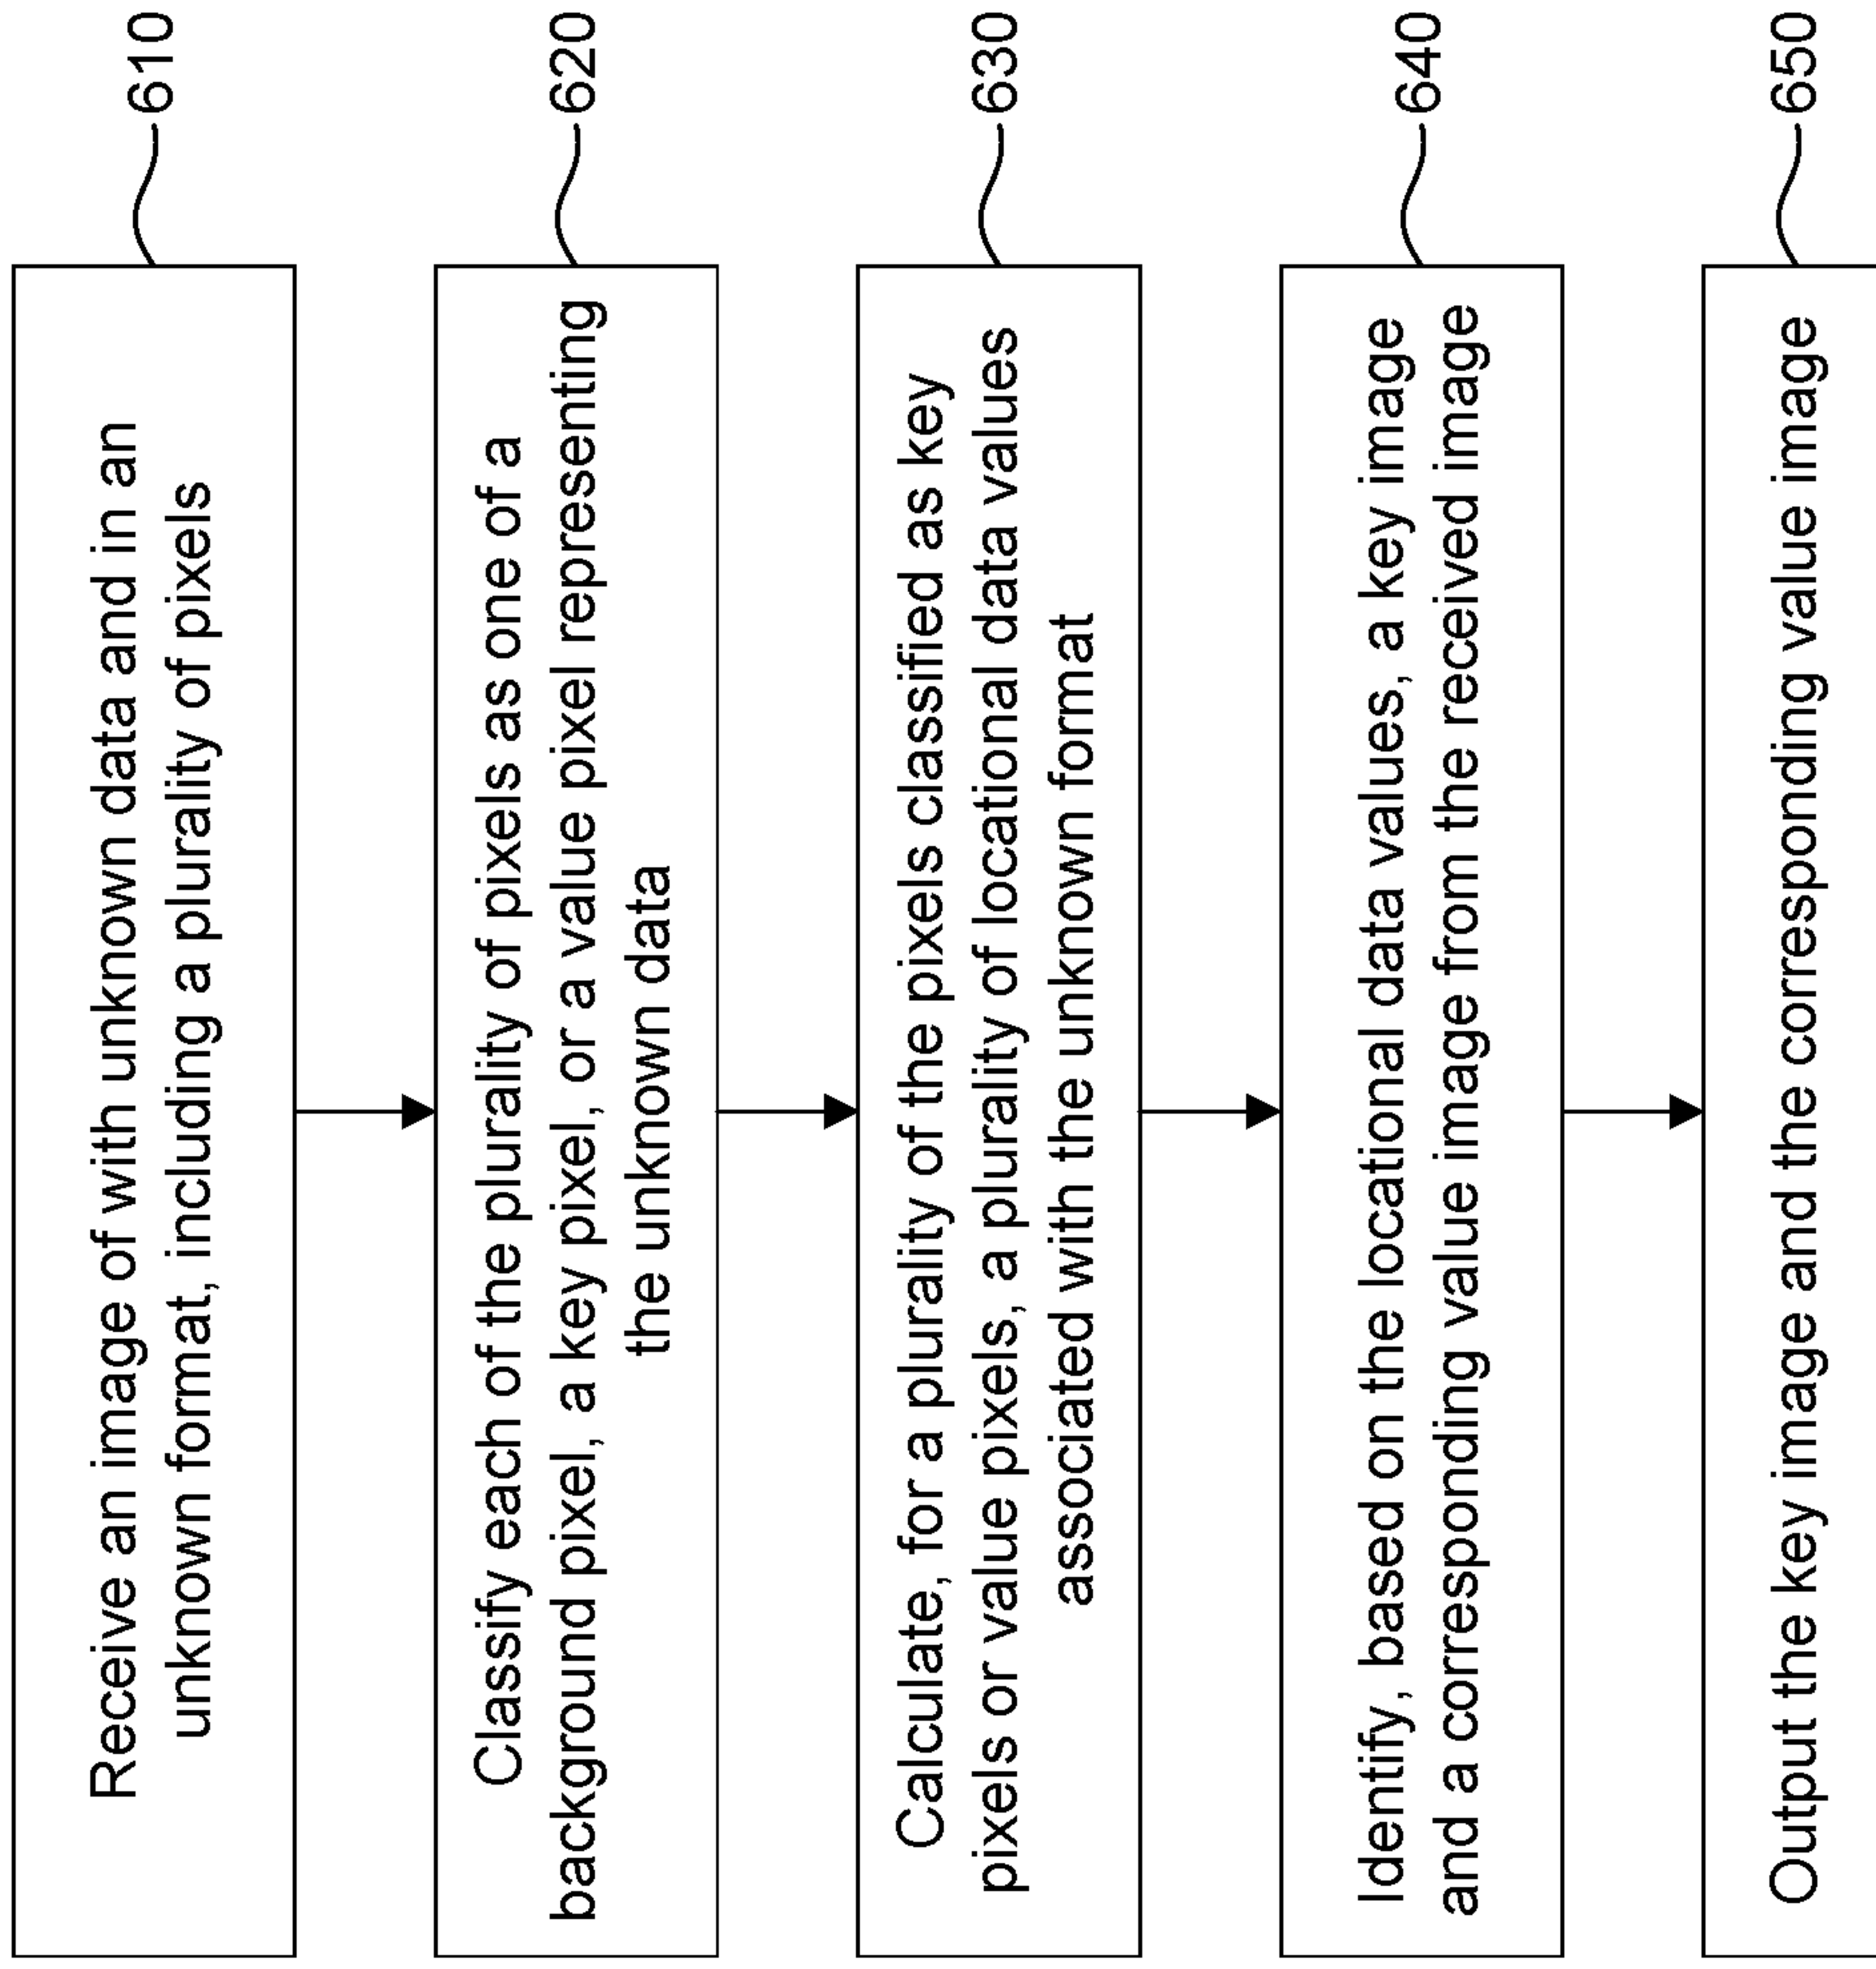 Receive an image of with unknown data and in an
unknown format, including a plurality of pixels
610
Classify each of the plurality of pixels as one of a
background pixel, a key pixel, or a value pixel representing
the unknown data
620
Calculate, for a plurality of the pixels classified as key
pixels or value pixels, a plurality of locational data values
associated with the unknown format
630
Identify, based on the locational data values, a key image
and a corresponding value image from the received image
640
Output the key image and the corresponding value image
650